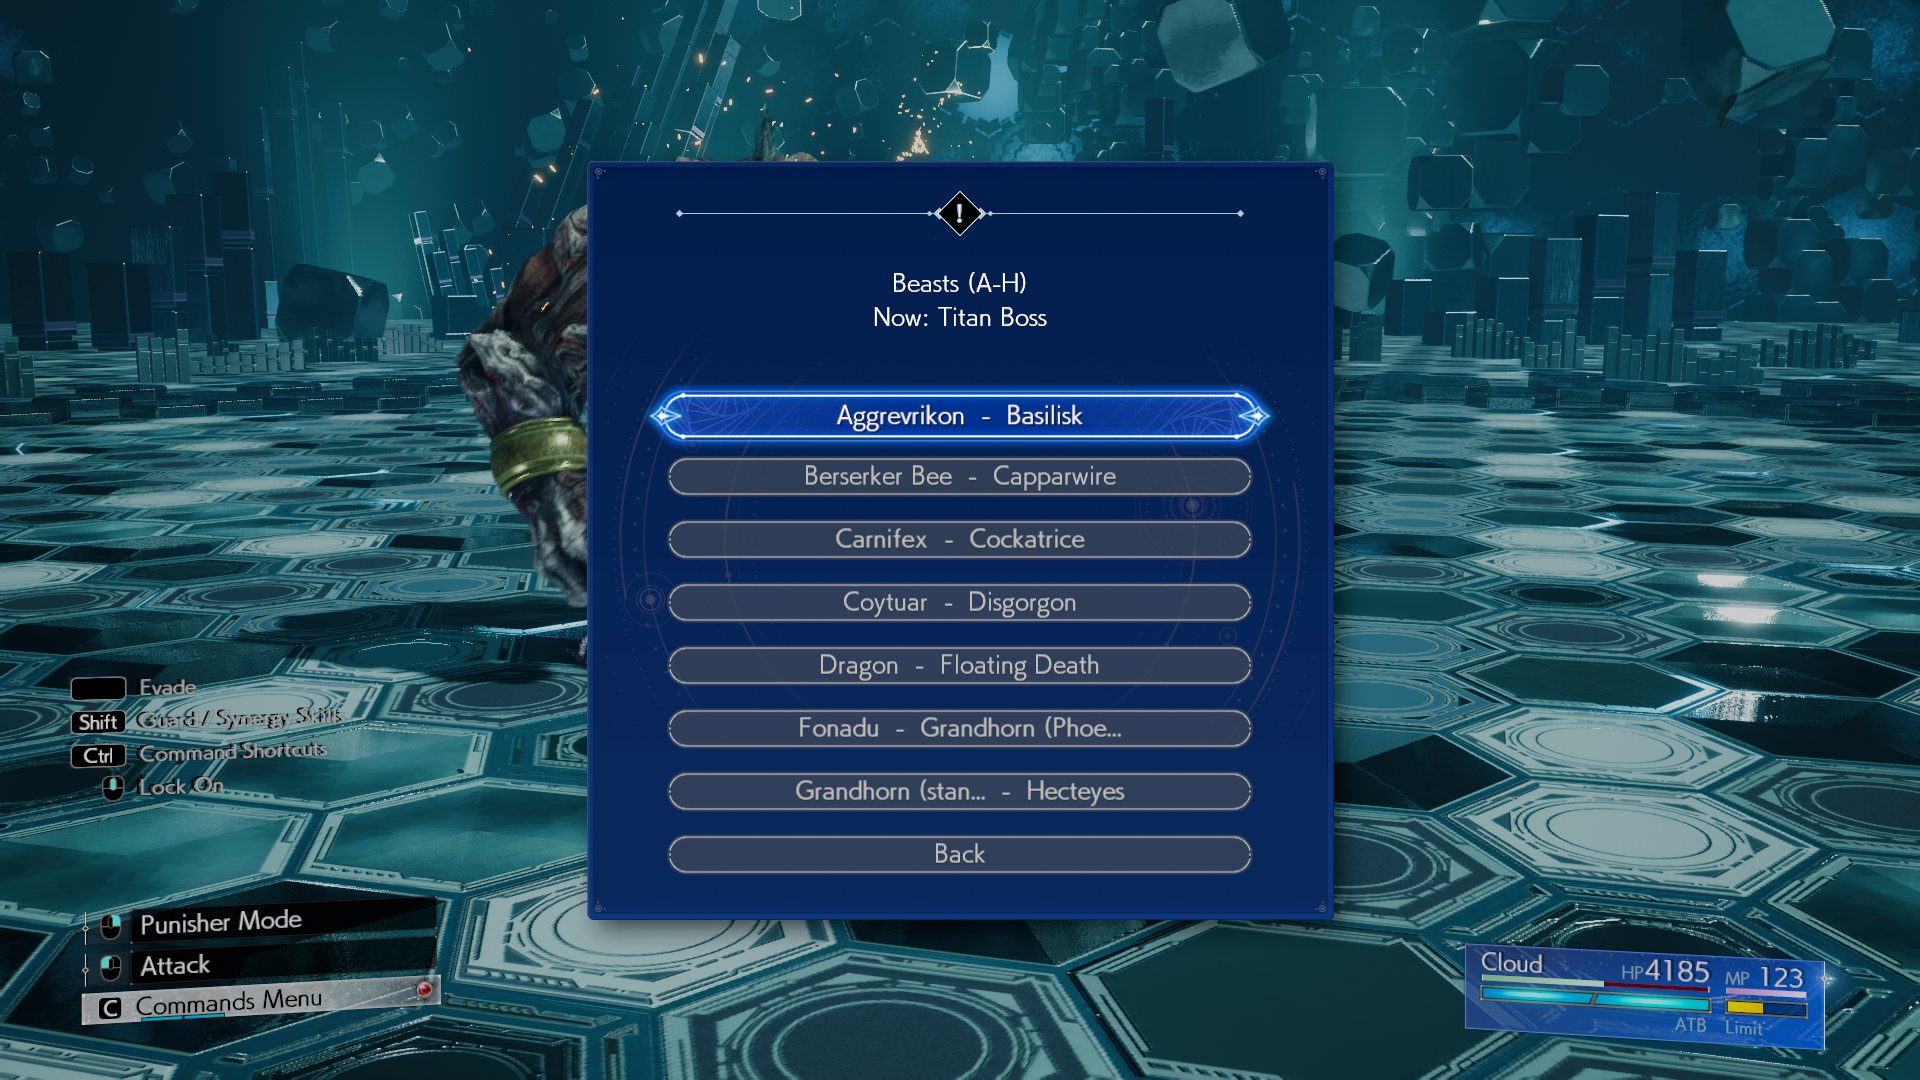 !
Beasts (A-H)
Now: Titan Boss
Aggrevrikon - Basilisk
Berserker Bee - Capparwire
Carnifex - Cockatrice
Coytuar - Disgorgon
Dragon - Floating Death
Fonadu - Grandhorn (Phoe...
Grandhorn (stan... - Hecteyes
Back
Evade
Shift Guard / Synergy Skills
Ctrl Command Shortcuts
Lock On
Punisher Mode
Attack
C Commands Menu
Cloud HP 4185 MP 123
ATB Limit